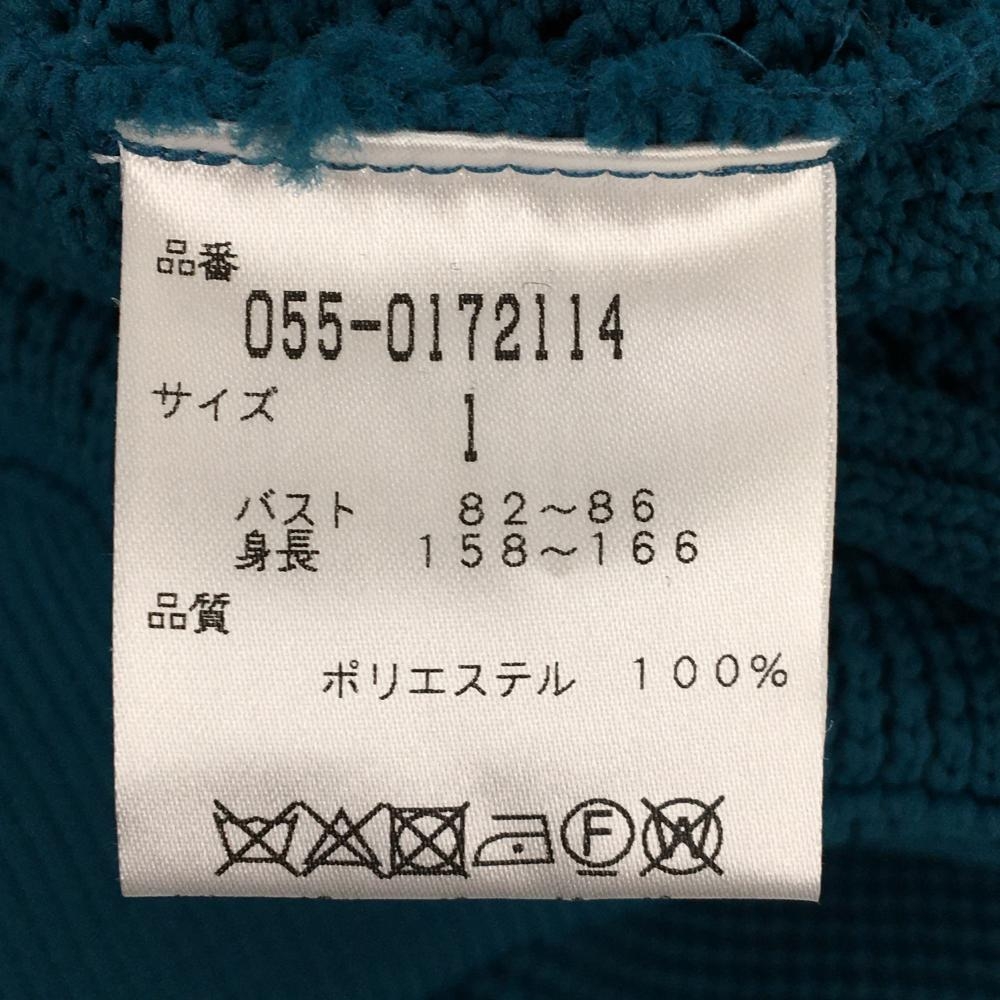 品番
055-0172114
サイズ 1
バスト 82～86
身長 158～166
品質
ポリエステル 100%
F W